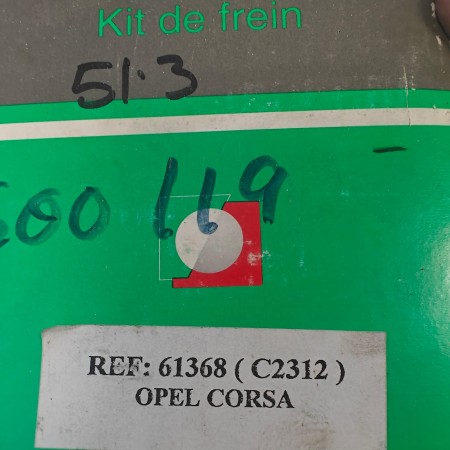 Kit de frein
51.3
600 119
REF: 61368 ( C2312 )
OPEL CORSA